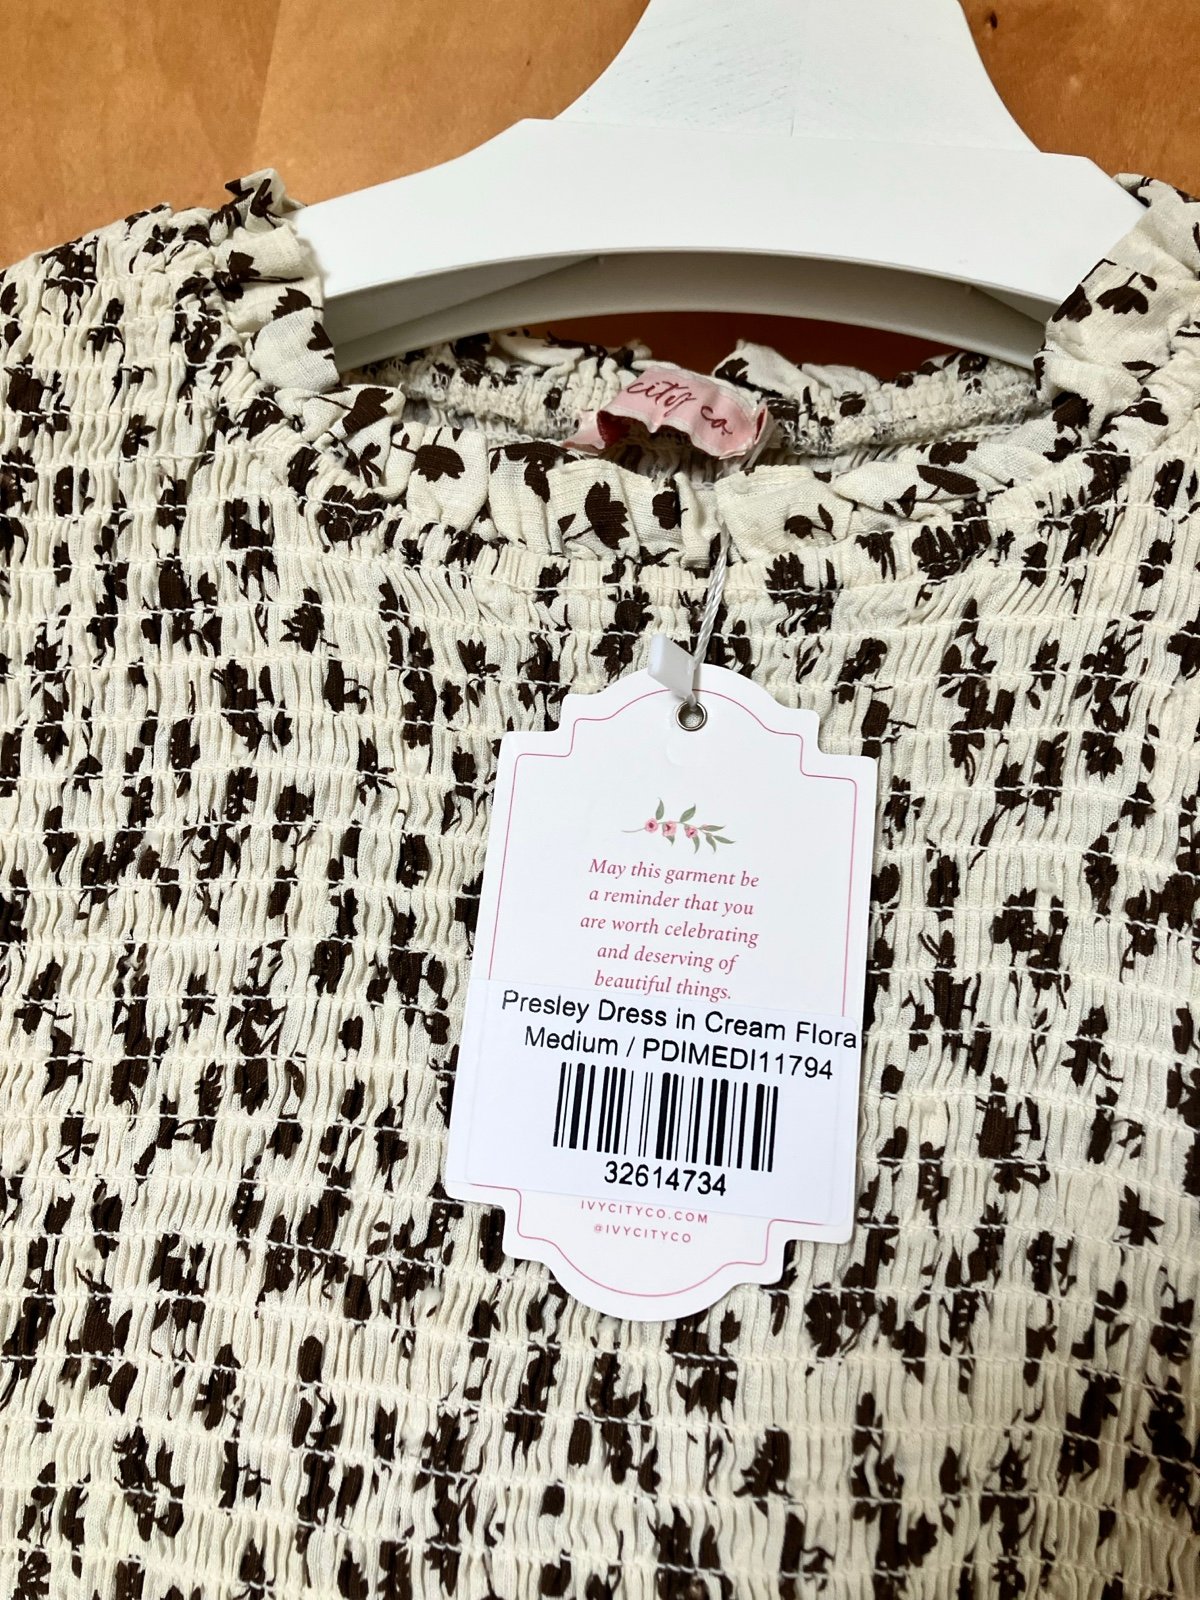 city co.
May this garment be
a reminder that you
are worth celebrating
and deserving of
beautiful things.
Presley Dress in Cream Flora
Medium / PDIMEDI11794
32614734
IVYCITYCO.COM
@IVYCITYCO